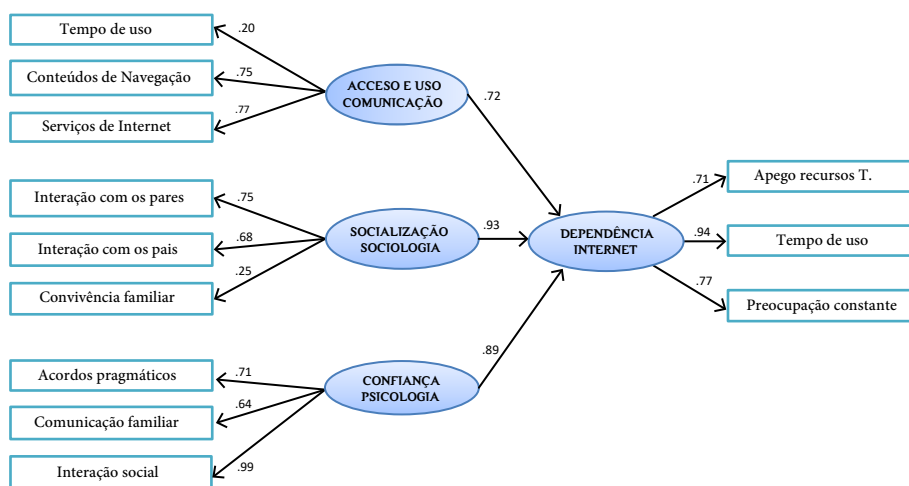 Tempo de uso
.20
Conteúdos de Navegação
.75
Serviços de Internet
.77
ACCESO E USO
COMUNICAÇÃO
.72
Interação com os pares
.75
Interação com os pais
.68
Convivência familiar
.25
SOCIALIZAÇÃO
SOCIOLOGIA
.93
Acordos pragmáticos
.71
Comunicação familiar
.64
Interação social
.99
CONFIANÇA
PSICOLOGIA
.89
DEPENDÊNCIA
INTERNET
.71
Apego recursos T.
.94
Tempo de uso
.77
Preocupação constante